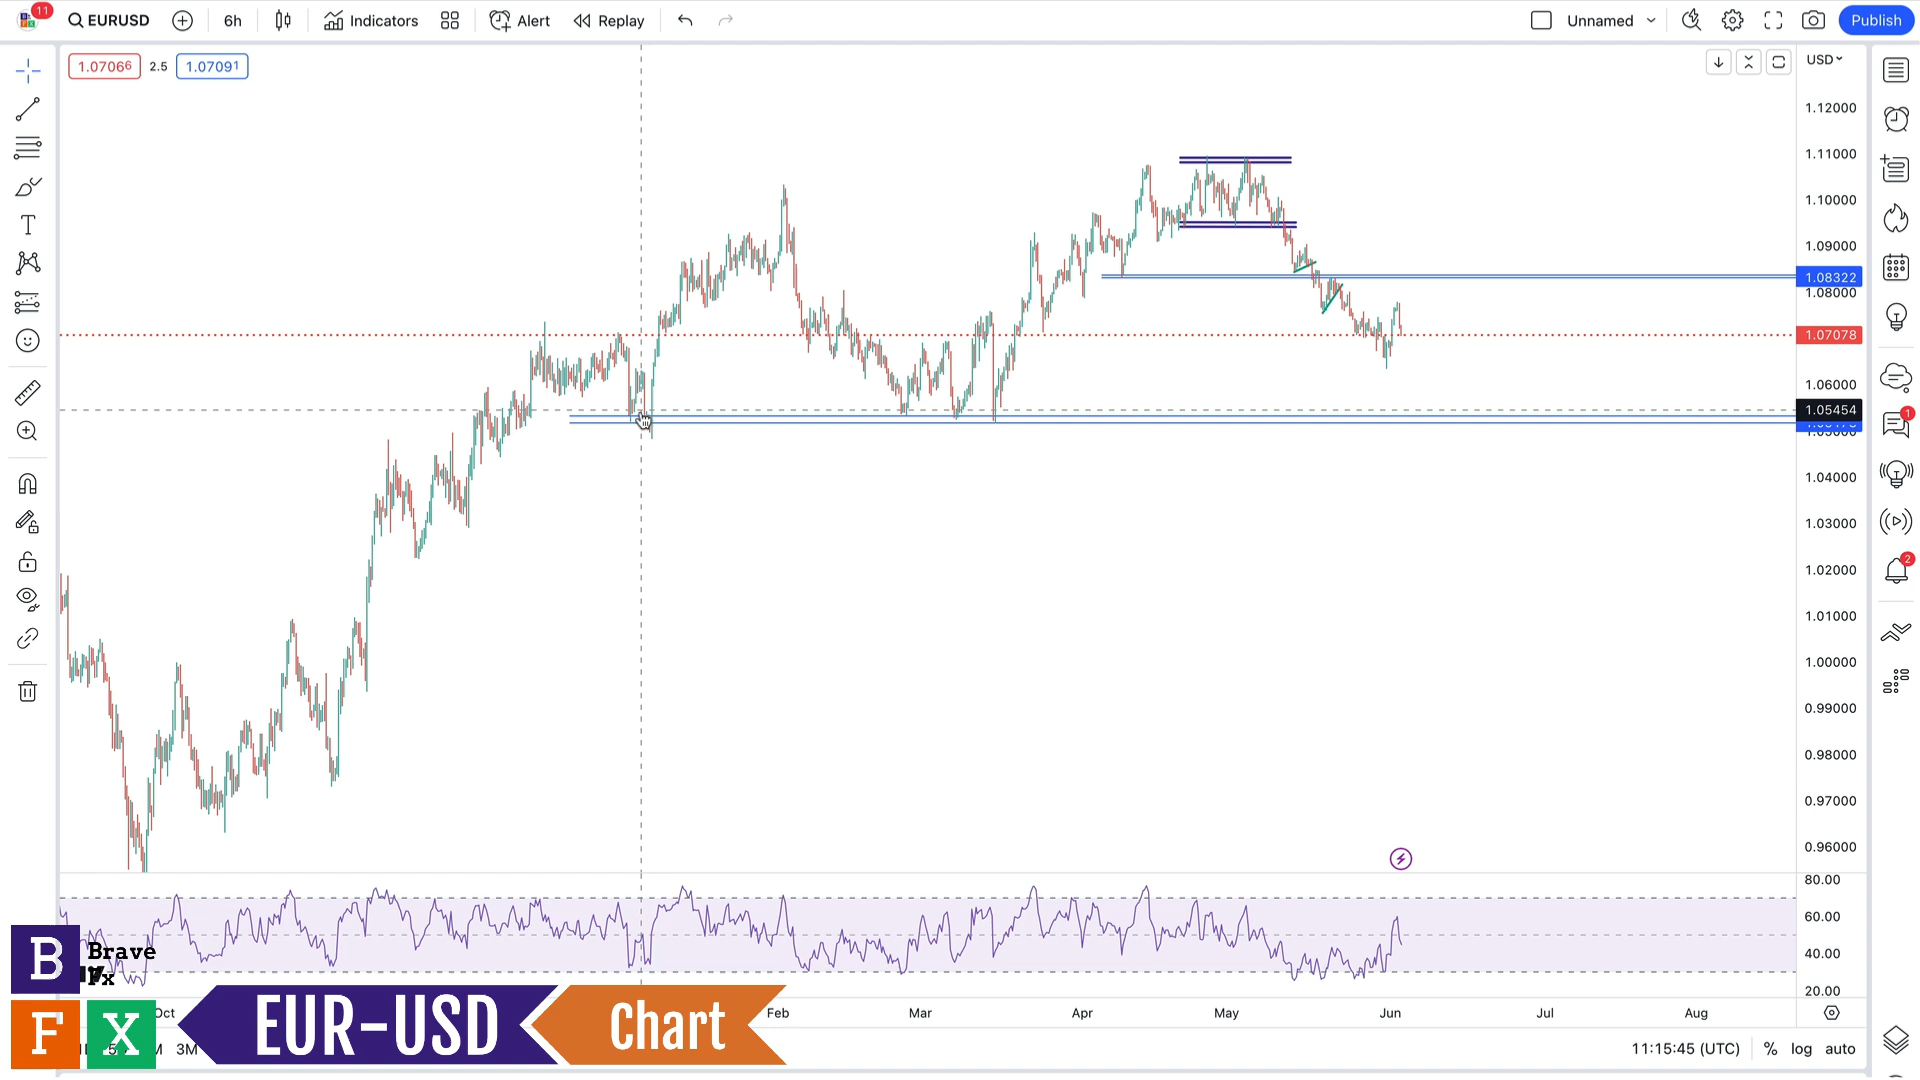 11
EURUSD
6h
Indicators
Alert
Replay
Unnamed
Publish
1.07066
2.5
1.07091
USD
1.12000
1.11000
1.10000
1.09000
1.08322
1.08000
1.07078
1.06000
1.05454
1.04000
1.03000
1.02000
1.01000
1.00000
0.99000
0.98000
0.97000
0.96000
80.00
60.00
40.00
20.00
1
2
B
Brave
Fx
F X
EUR-USD
Chart
Oct
Feb
Mar
Apr
May
Jun
Jul
Aug
3M
11:15:45 (UTC)
%
log
auto